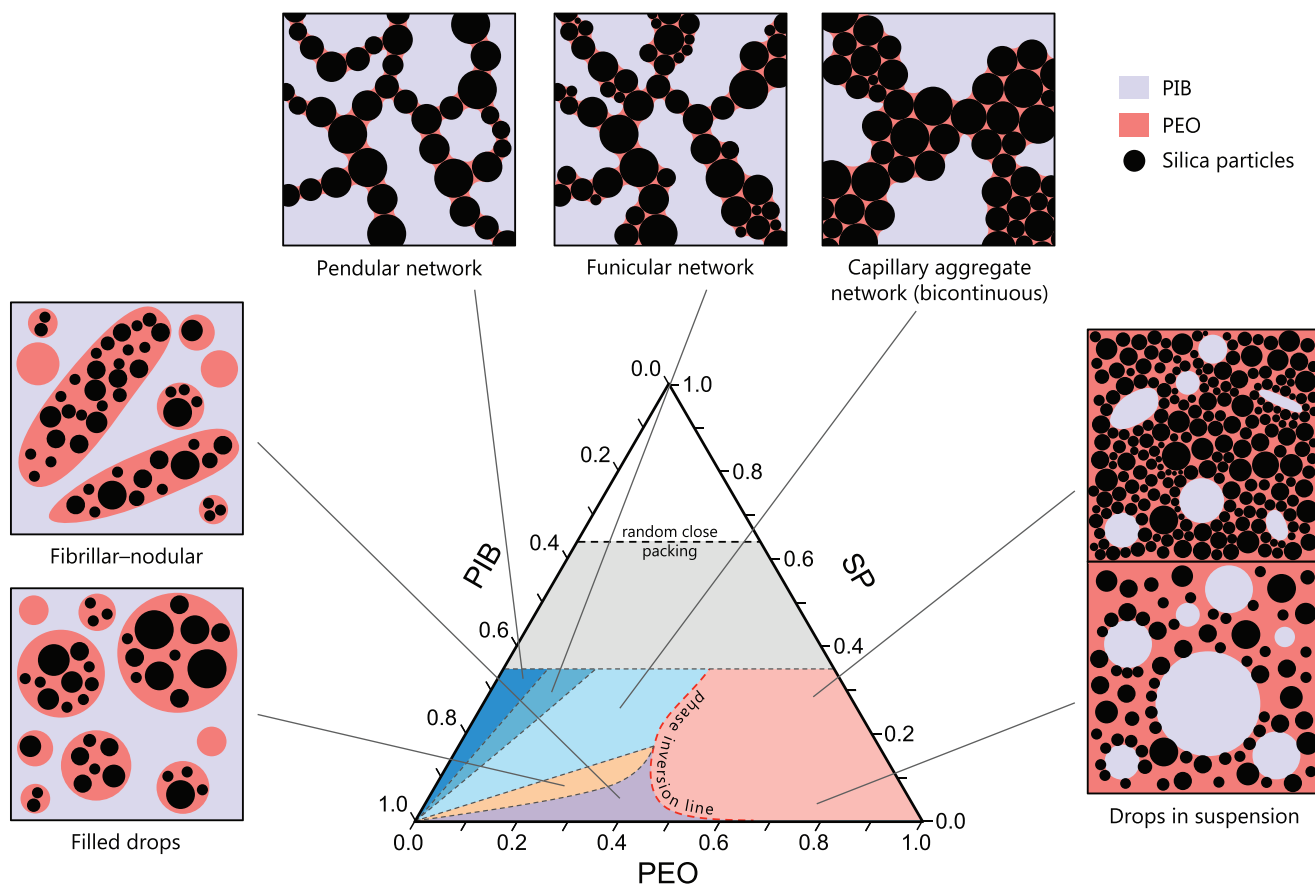 PIB
PEO
Silica particles
Pendular network
Funicular network
Capillary aggregate
network (bicontinuous)
Fibrillar–nodular
Filled drops
Drops in suspension
0.0
1.0
0.2
0.8
random close
packing
0.4
0.6
PIB
SP
0.6
0.4
0.8
0.2
phase inversion line
1.0
0.0
0.0
0.2
0.4
0.6
0.8
1.0
PEO